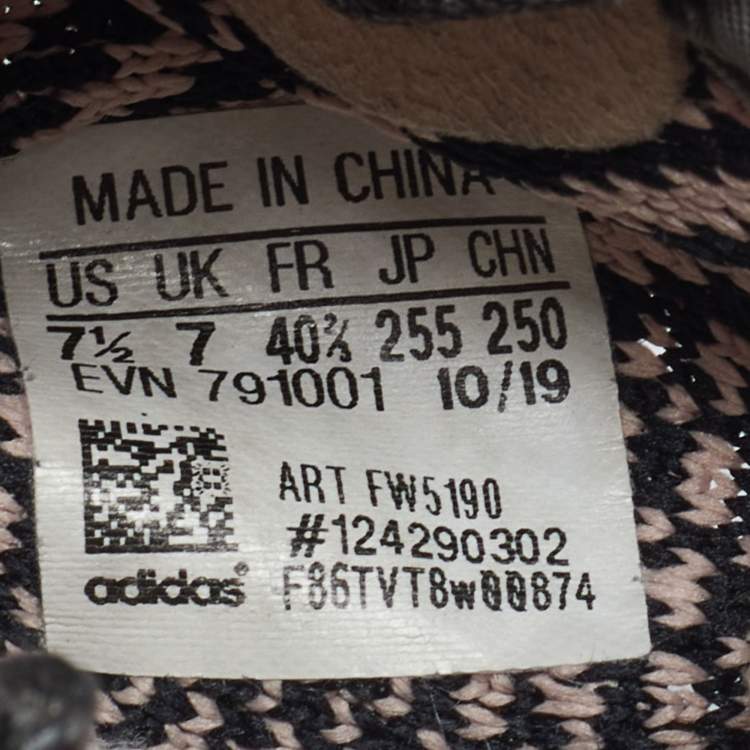 MADE IN CHINA
US UK FR JP CHN
7½ 7 40⅔ 255 250
EVN 791001 10/19
ART FW5190
#124290302
adidas® F86TVT8w00874